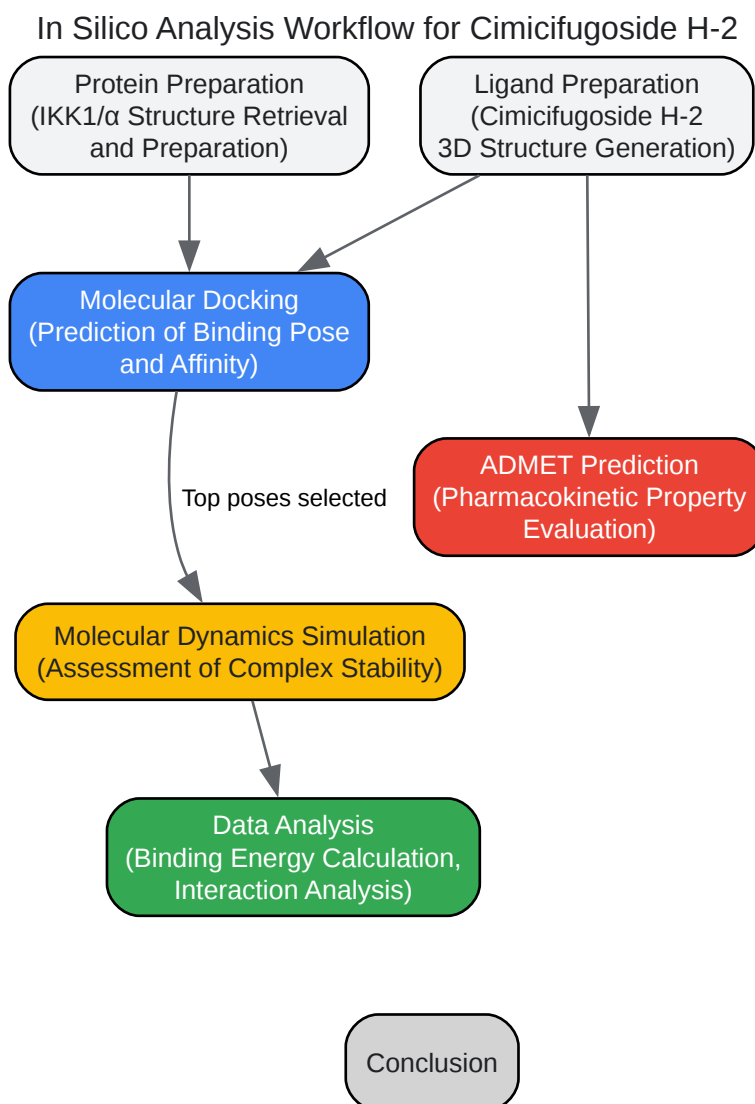 In Silico Analysis Workflow for Cimicifugoside H-2
Protein Preparation
(IKK1/α Structure Retrieval
and Preparation)
Ligand Preparation
(Cimicifugoside H-2
3D Structure Generation)
Molecular Docking
(Prediction of Binding Pose
and Affinity)
ADMET Prediction
(Pharmacokinetic Property
Evaluation)
Top poses selected
Molecular Dynamics Simulation
(Assessment of Complex Stability)
Data Analysis
(Binding Energy Calculation,
Interaction Analysis)
Conclusion